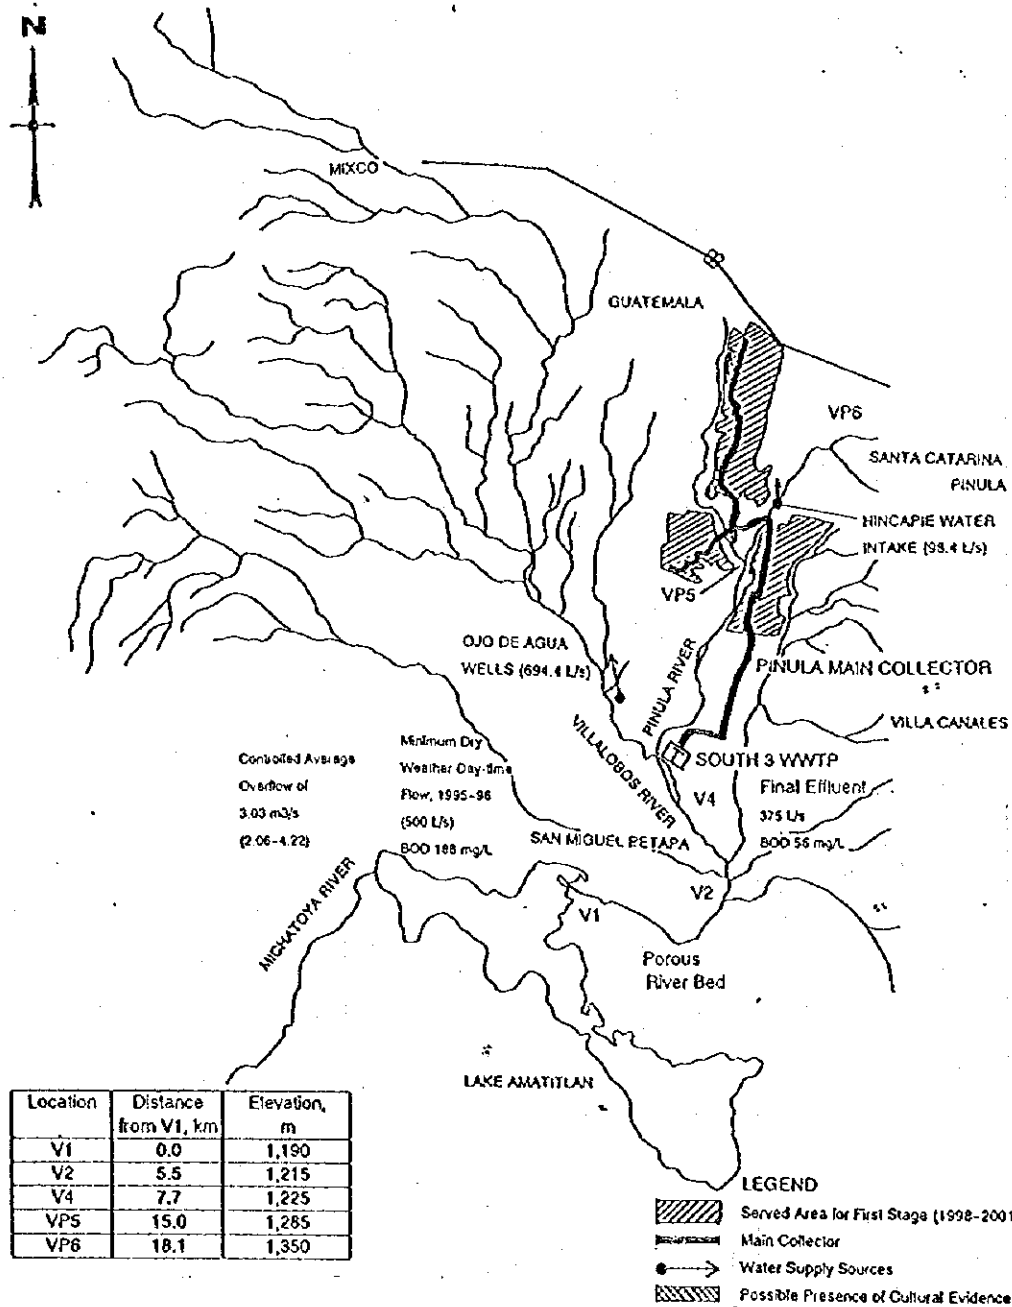 N
MIXCO
GUATEMALA
VP6
SANTA CATARINA
PINULA
HINCAPIE WATER
INTAKE (98.4 L/s)
VP5
OJO DE AGUA
WELLS (694.4 L/s)
PINULA RIVER
PINULA MAIN COLLECTOR
VILLA CANALES
VILLALOBOS RIVER
T
SOUTH 3 WWTP
V4
Final Effluent
375 L/s
BOD 56 mg/L
Controlled Average
Overflow of
3.03 m3/s
(2.06-4.22)
Minimum Dry
Weather Day-time
Flow, 1995-96
(500 L/s)
BOD 188 mg/L
SAN MIGUEL PETAPA
V2
MICHATOYA RIVER
V1
Porous
River Bed
LAKE AMATITLAN
Location Distance from V1, km Elevation, m
V1 0.0 1,190
V2 5.5 1,215
V4 7.7 1,225
VP5 15.0 1,285
VP6 18.1 1,350
LEGEND
Served Area for First Stage (1998-2001
Main Collector
Water Supply Sources
Possible Presence of Cultural Evidence